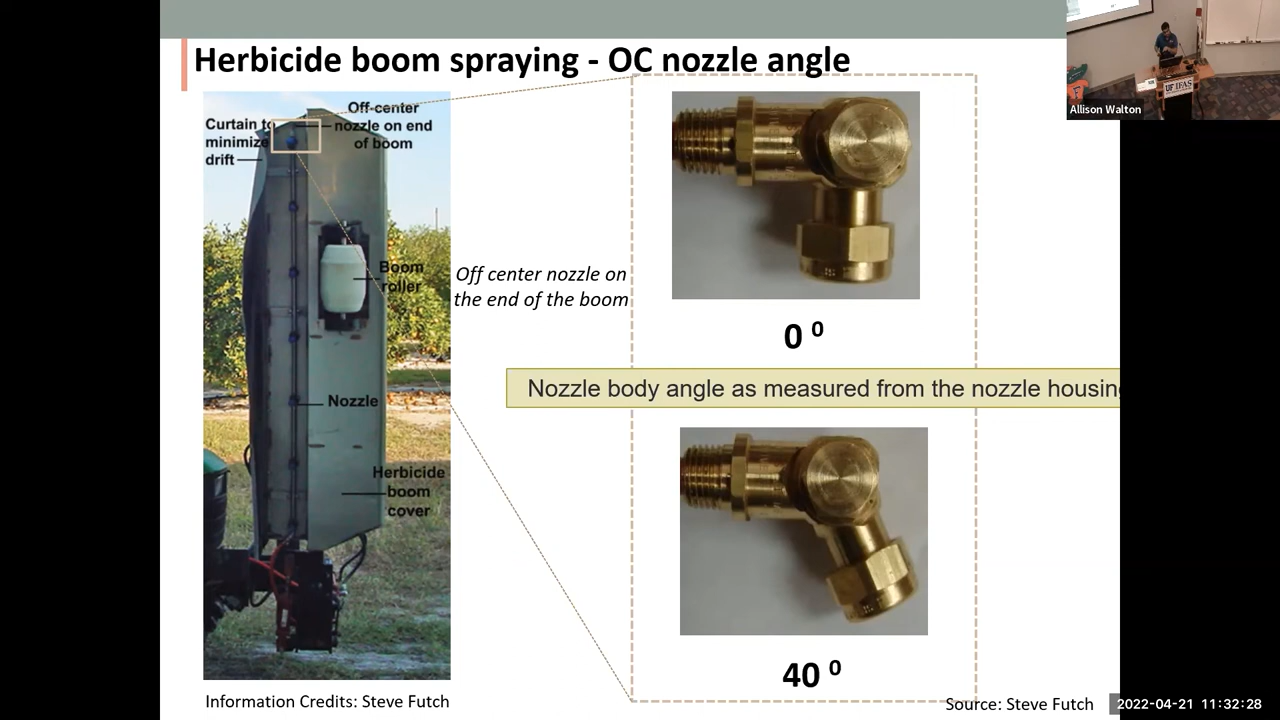 Herbicide boom spraying - OC nozzle angle
Allison Walton
UF IFAS
Off-center
nozzle on end
of boom
Curtain to
minimize
drift
Boom
roller
Nozzle
Herbicide
boom
cover
Off center nozzle on
the end of the boom
0 0
Nozzle body angle as measured from the nozzle housing
40 0
Information Credits: Steve Futch
Source: Steve Futch
2022-04-21 11:32:28